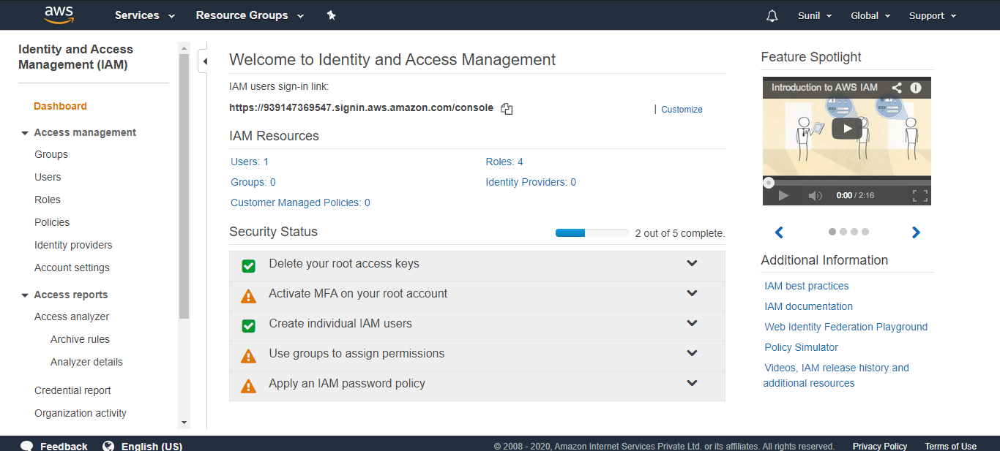 aws
Services
Resource Groups
Sunil
Global
Support
Identity and Access
Management (IAM)
Dashboard
Access management
Groups
Users
Roles
Policies
Identity providers
Account settings
Access reports
Access analyzer
Archive rules
Analyzer details
Credential report
Organization activity
Welcome to Identity and Access Management
IAM users sign-in link:
https://939147369547.signin.aws.amazon.com/console
| Customize
IAM Resources
Users: 1
Roles: 4
Groups: 0
Identity Providers: 0
Customer Managed Policies: 0
Security Status
2 out of 5 complete.
Delete your root access keys
Activate MFA on your root account
Create individual IAM users
Use groups to assign permissions
Apply an IAM password policy
Feature Spotlight
Introduction to AWS IAM
0:00 / 2:16
Additional Information
IAM best practices
IAM documentation
Web Identity Federation Playground
Policy Simulator
Videos, IAM release history and
additional resources
Feedback
English (US)
© 2008 - 2020, Amazon Internet Services Private Ltd. or its affiliates. All rights reserved.
Privacy Policy
Terms of Use